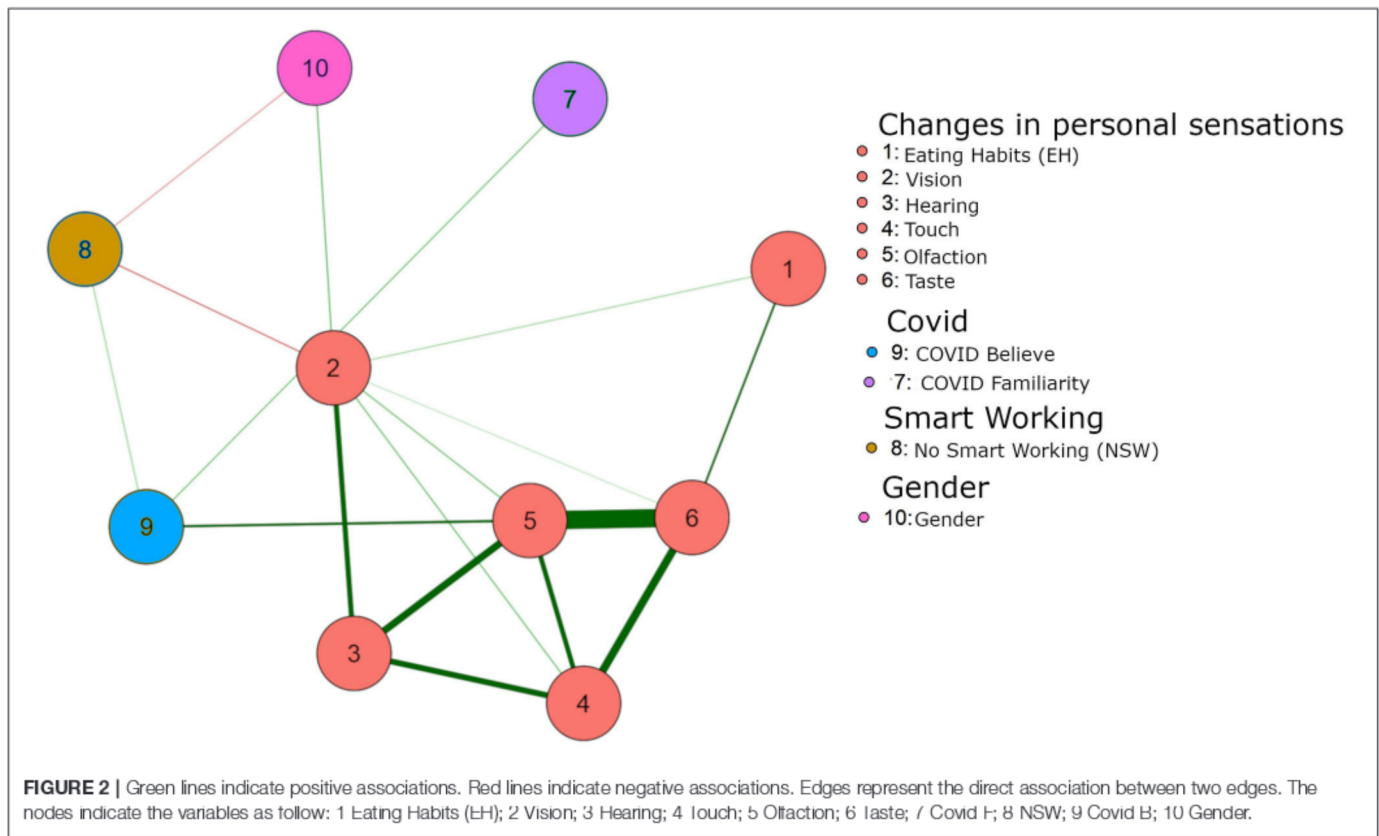 10
7
8
1
2
9
5
6
3
4
Changes in personal sensations
1: Eating Habits (EH)
2: Vision
3: Hearing
4: Touch
5: Olfaction
6: Taste
Covid
9: COVID Believe
7: COVID Familiarity
Smart Working
8: No Smart Working (NSW)
Gender
10:Gender
FIGURE 2 | Green lines indicate positive associations. Red lines indicate negative associations. Edges represent the direct association between two edges. The
nodes indicate the variables as follow: 1 Eating Habits (EH); 2 Vision; 3 Hearing; 4 Touch; 5 Olfaction; 6 Taste; 7 Covid F; 8 NSW; 9 Covid B; 10 Gender.